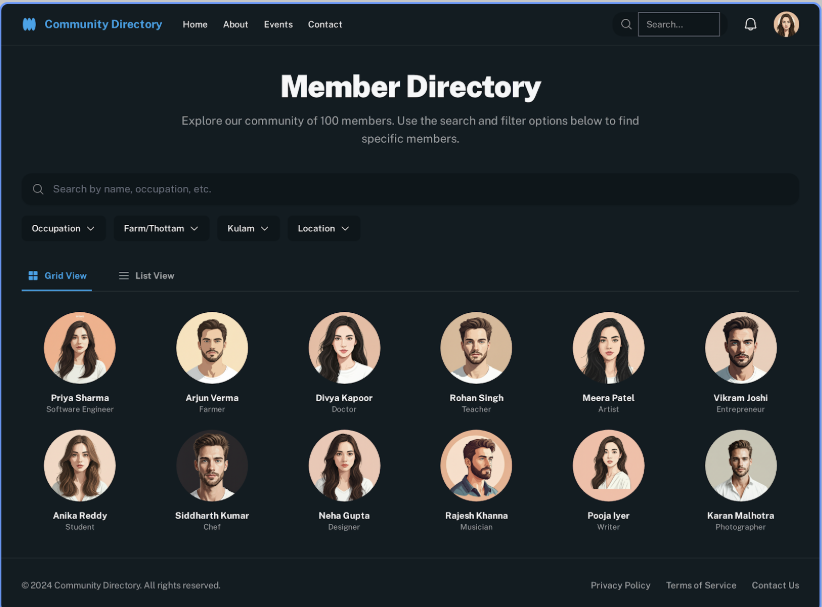 Community Directory
Home
About
Events
Contact
Search...
Member Directory
Explore our community of 100 members. Use the search and filter options below to find
specific members.
Search by name, occupation, etc.
Occupation
Farm/Thottam
Kulam
Location
Grid View
List View
Priya Sharma
Software Engineer
Arjun Verma
Farmer
Divya Kapoor
Doctor
Rohan Singh
Teacher
Meera Patel
Artist
Vikram Joshi
Entrepreneur
Anika Reddy
Student
Siddharth Kumar
Chef
Neha Gupta
Designer
Rajesh Khanna
Musician
Pooja Iyer
Writer
Karan Malhotra
Photographer
© 2024 Community Directory. All rights reserved.
Privacy Policy
Terms of Service
Contact Us